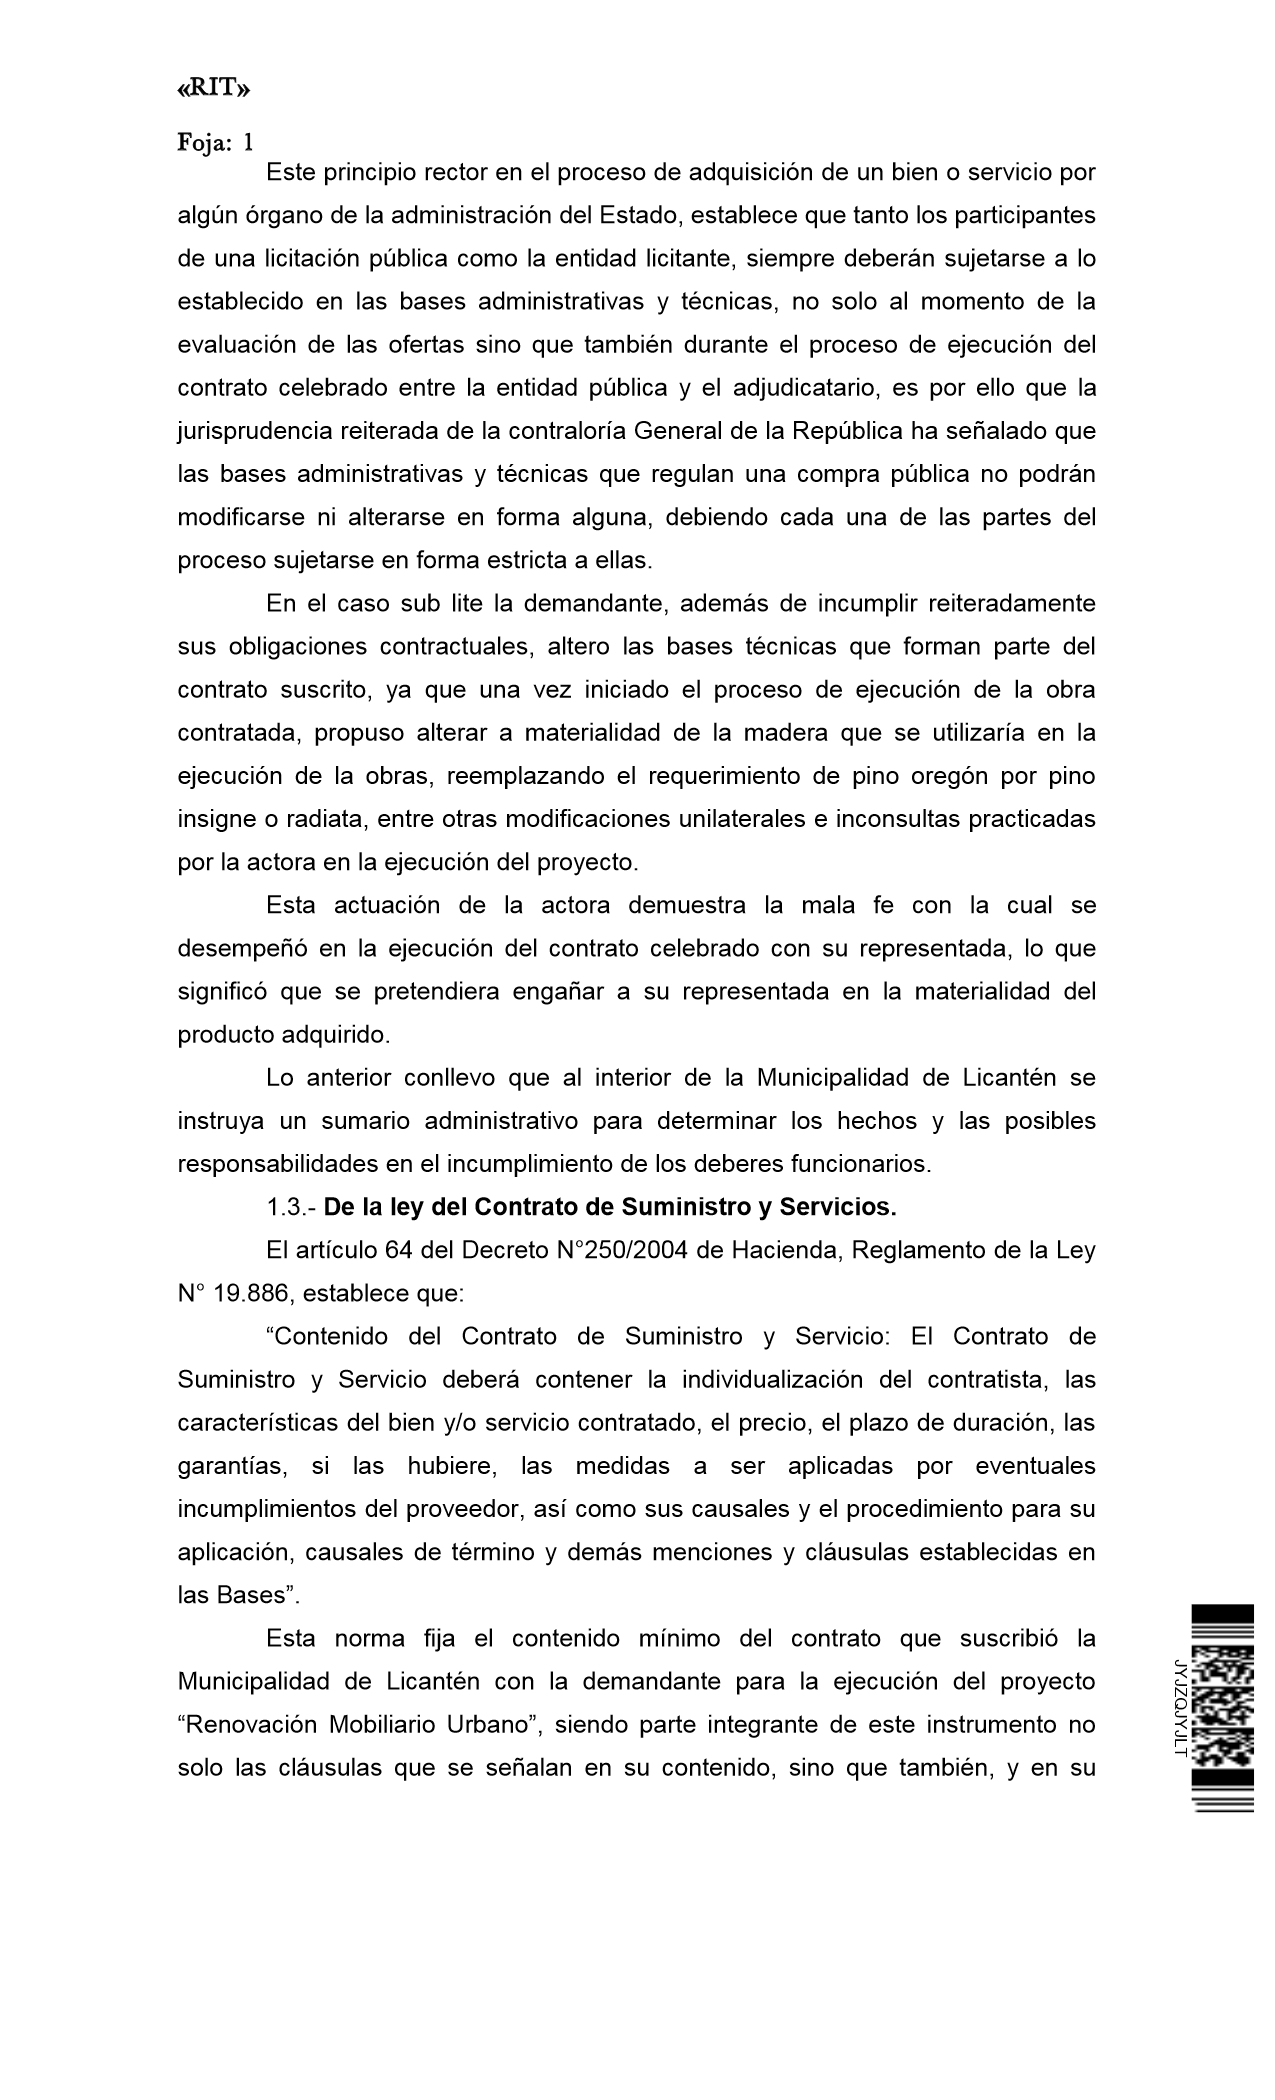 «RIT»
Foja: 1
Este principio rector en el proceso de adquisición de un bien o servicio por
algún órgano de la administración del Estado, establece que tanto los participantes
de una licitación pública como la entidad licitante, siempre deberán sujetarse a lo
establecido en las bases administrativas y técnicas, no solo al momento de la
evaluación de las ofertas sino que también durante el proceso de ejecución del
contrato celebrado entre la entidad pública y el adjudicatario, es por ello que la
jurisprudencia reiterada de la contraloría General de la República ha señalado que
las bases administrativas y técnicas que regulan una compra pública no podrán
modificarse ni alterarse en forma alguna, debiendo cada una de las partes del
proceso sujetarse en forma estricta a ellas.
En el caso sub lite la demandante, además de incumplir reiteradamente
sus obligaciones contractuales, altero las bases técnicas que forman parte del
contrato suscrito, ya que una vez iniciado el proceso de ejecución de la obra
contratada, propuso alterar a materialidad de la madera que se utilizaría en la
ejecución de la obras, reemplazando el requerimiento de pino oregón por pino
insigne o radiata, entre otras modificaciones unilaterales e inconsultas practicadas
por la actora en la ejecución del proyecto.
Esta actuación de la actora demuestra la mala fe con la cual se
desempeñó en la ejecución del contrato celebrado con su representada, lo que
significó que se pretendiera engañar a su representada en la materialidad del
producto adquirido.
Lo anterior conllevo que al interior de la Municipalidad de Licantén se
instruya un sumario administrativo para determinar los hechos y las posibles
responsabilidades en el incumplimiento de los deberes funcionarios.
1.3.- De la ley del Contrato de Suministro y Servicios.
El artículo 64 del Decreto N°250/2004 de Hacienda, Reglamento de la Ley
N° 19.886, establece que:
“Contenido del Contrato de Suministro y Servicio: El Contrato de
Suministro y Servicio deberá contener la individualización del contratista, las
características del bien y/o servicio contratado, el precio, el plazo de duración, las
garantías, si las hubiere, las medidas a ser aplicadas por eventuales
incumplimientos del proveedor, así como sus causales y el procedimiento para su
aplicación, causales de término y demás menciones y cláusulas establecidas en
las Bases”.
Esta norma fija el contenido mínimo del contrato que suscribió la
Municipalidad de Licantén con la demandante para la ejecución del proyecto
“Renovación Mobiliario Urbano”, siendo parte integrante de este instrumento no
solo las cláusulas que se señalan en su contenido, sino que también, y en su
JYJZQJYJLT